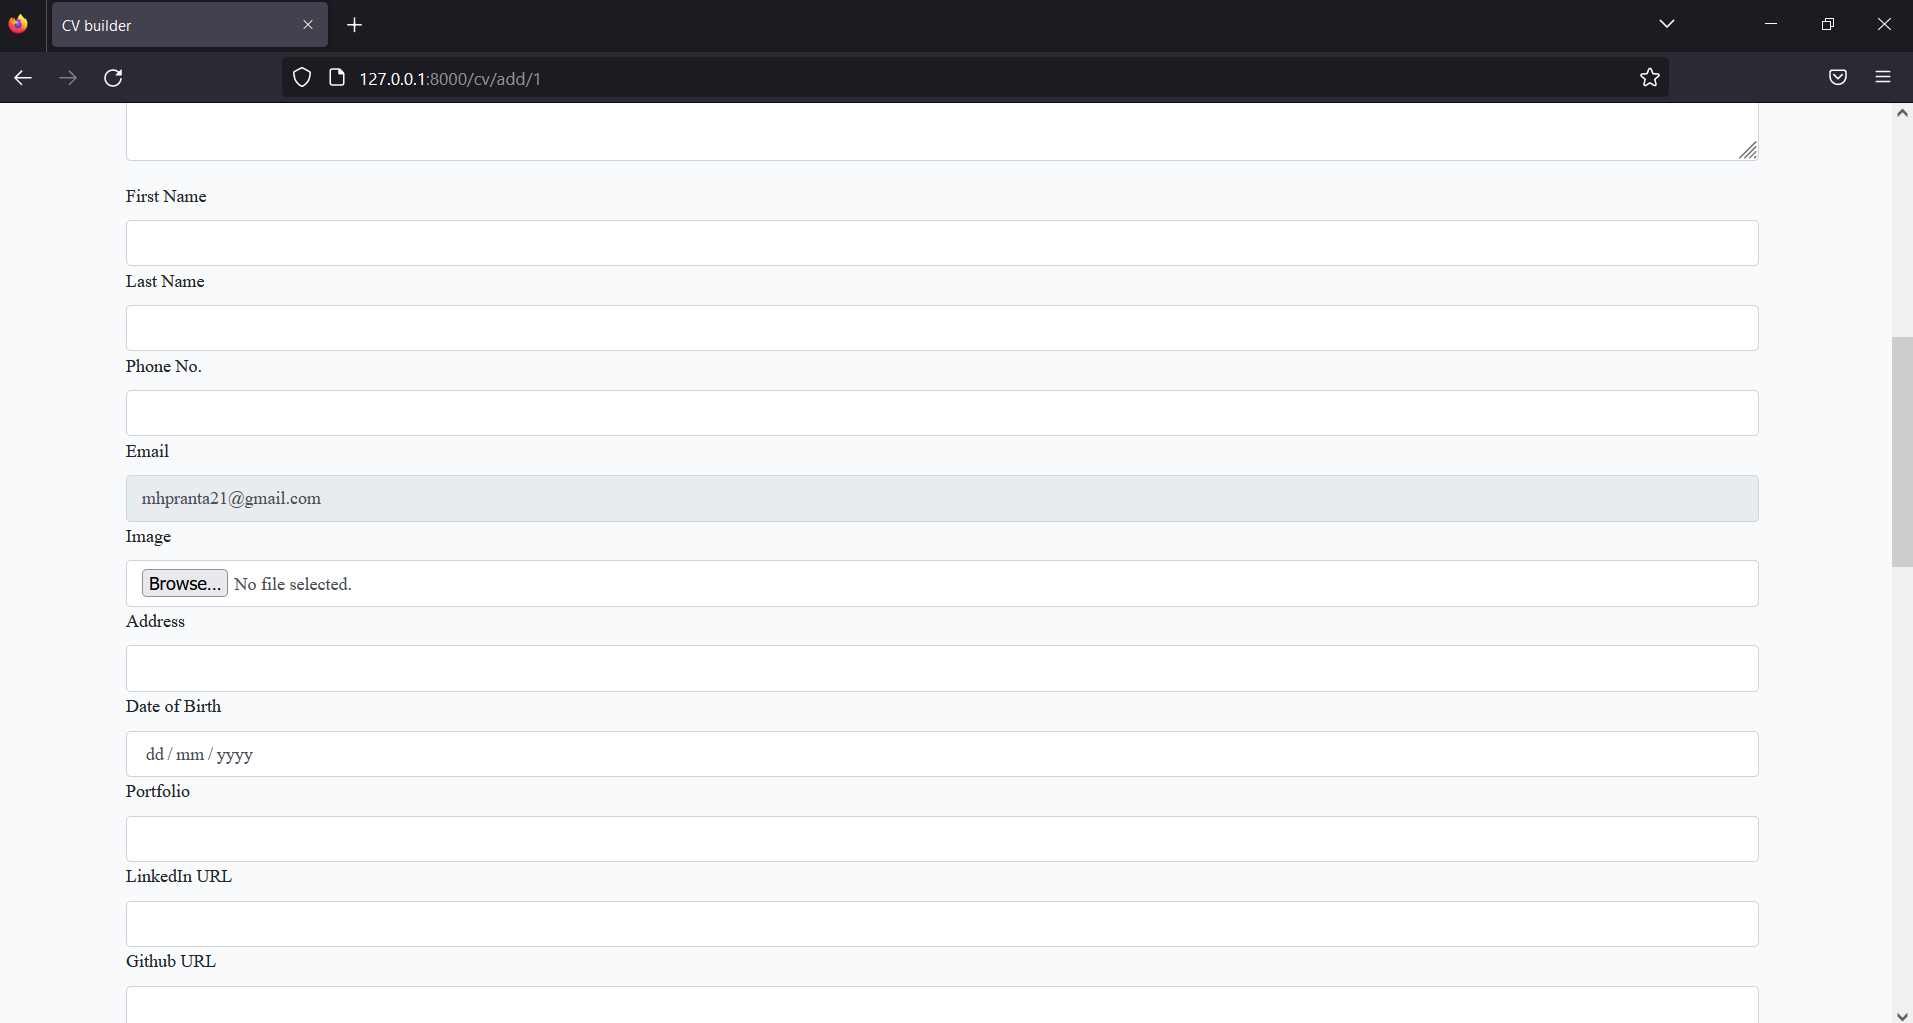 CV builder
127.0.0.1:8000/cv/add/1
First Name
Last Name
Phone No.
Email
mhpranta21@gmail.com
Image
Browse... No file selected.
Address
Date of Birth
dd / mm / yyyy
Portfolio
LinkedIn URL
Github URL